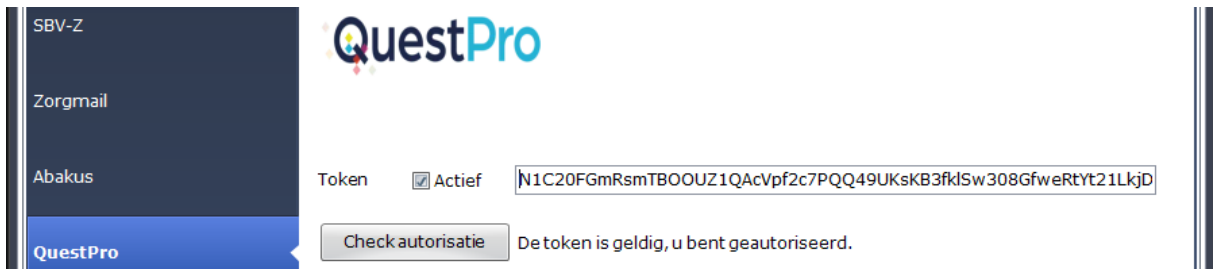 SBV-Z
QuestPro
Zorgmail
Abakus
Token Actief N1C20FGmRsmTBOOUZ1QAcVpf2c7PQQ49UKsKB3fklSw308GfweRtYt21LkjD
QuestPro
Check autorisatie De token is geldig, u bent geautoriseerd.